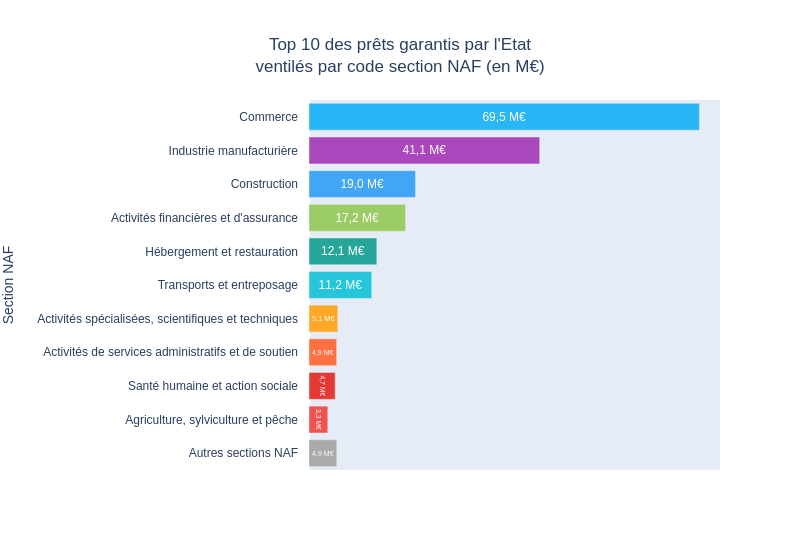 Top 10 des prêts garantis par l'Etat
ventilés par code section NAF (en M€)
Section NAF
Commerce 69,5 M€
Industrie manufacturière 41,1 M€
Construction 19,0 M€
Activités financières et d'assurance 17,2 M€
Hébergement et restauration 12,1 M€
Transports et entreposage 11,2 M€
Activités spécialisées, scientifiques et techniques 5,1 M€
Activités de services administratifs et de soutien 4,9 M€
Santé humaine et action sociale 4,7 M€
Agriculture, sylviculture et pêche 3,3 M€
Autres sections NAF 4,9 M€